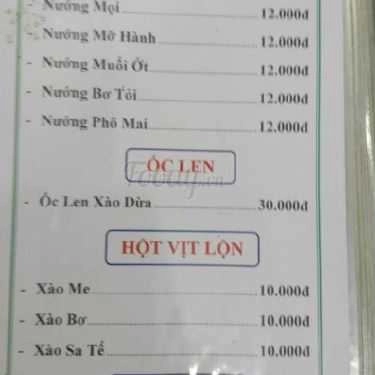 - Nướng Mọi 12.000đ
- Nướng Mỡ Hành 12.000đ
- Nướng Muối Ớt 12.000đ
- Nướng Bơ Tỏi 12.000đ
- Nướng Phô Mai 12.000đ
ỐC LEN
Foody.vn
- Ốc Len Xào Dừa 30.000đ
HỘT VỊT LỘN
- Xào Me 10.000đ
- Xào Bơ 10.000đ
- Xào Sa Tế 10.000đ